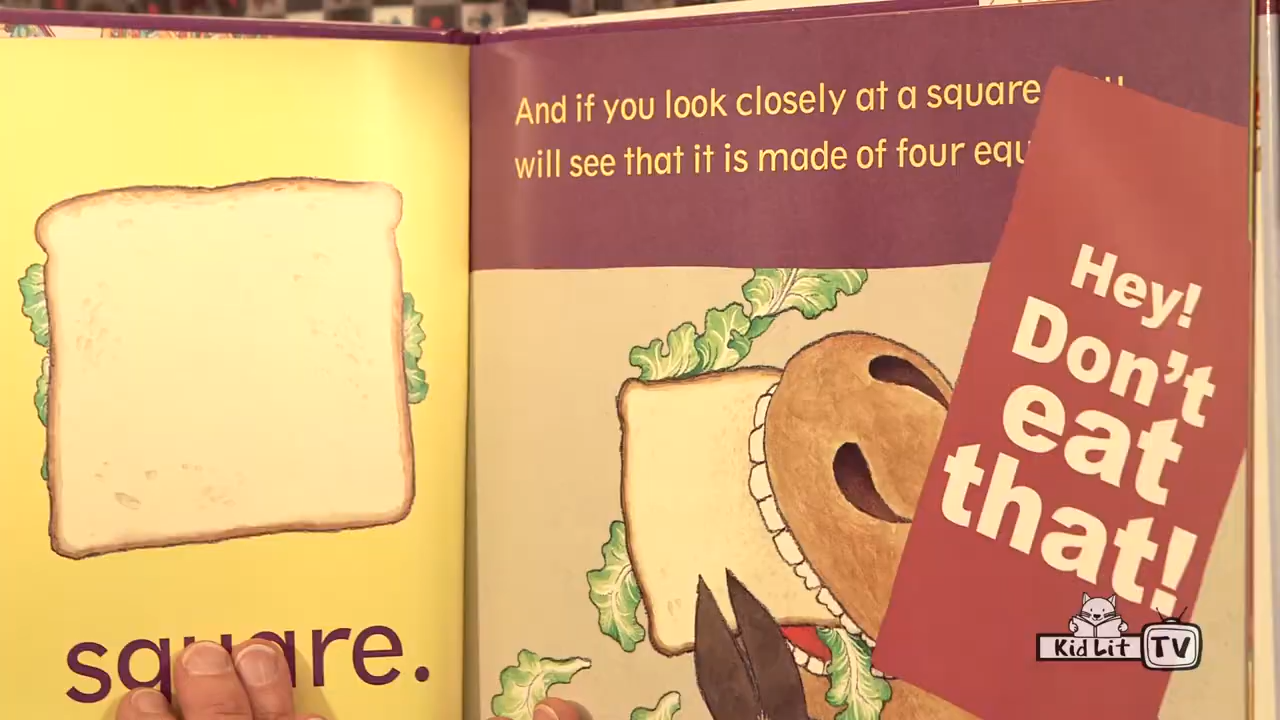 square.
And if you look closely at a square
will see that it is made of four
Hey!
Don't
eat
that!
Kid Lit TV